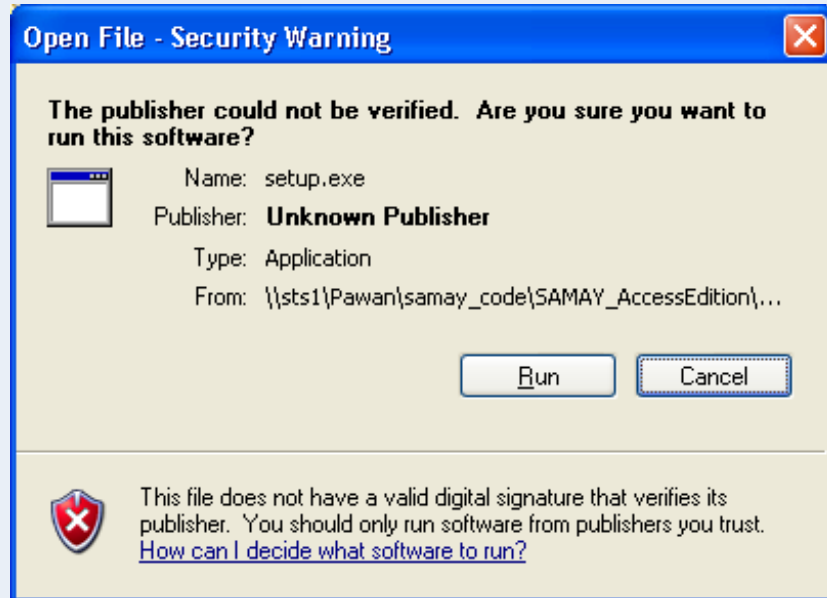 Open File - Security Warning
The publisher could not be verified.  Are you sure you want to
run this software?
Name: setup.exe
Publisher: Unknown Publisher
Type: Application
From: \\sts1\Pawan\samay_code\SAMAY_AccessEdition\...
Run Cancel
This file does not have a valid digital signature that verifies its
publisher.  You should only run software from publishers you trust.
How can I decide what software to run?